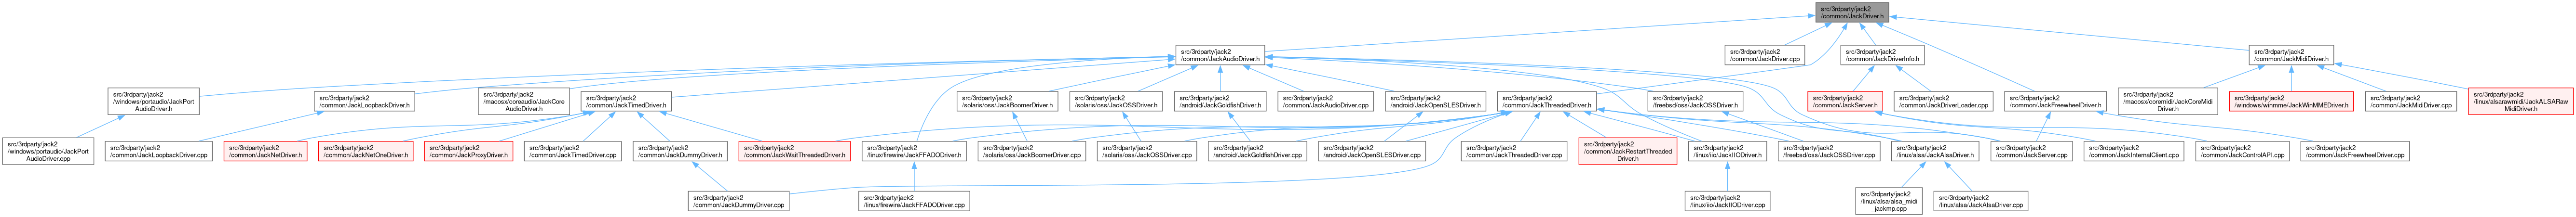 src/3rdparty/jack2
/common/JackDriver.h
src/3rdparty/jack2
/common/JackAudioDriver.h
src/3rdparty/jack2
/common/JackDriver.cpp
src/3rdparty/jack2
/common/JackDriverInfo.h
src/3rdparty/jack2
/common/JackMidiDriver.h
src/3rdparty/jack2
/windows/portaudio/JackPort
AudioDriver.h
src/3rdparty/jack2
/common/JackLoopbackDriver.h
src/3rdparty/jack2
/macosx/coreaudio/JackCore
AudioDriver.h
src/3rdparty/jack2
/common/JackTimedDriver.h
src/3rdparty/jack2
/solaris/oss/JackBoomerDriver.h
src/3rdparty/jack2
/solaris/oss/JackOSSDriver.h
src/3rdparty/jack2
/android/JackGoldfishDriver.h
src/3rdparty/jack2
/common/JackAudioDriver.cpp
src/3rdparty/jack2
/android/JackOpenSLESDriver.h
src/3rdparty/jack2
/common/JackThreadedDriver.h
src/3rdparty/jack2
/freebsd/oss/JackOSSDriver.h
src/3rdparty/jack2
/common/JackServer.h
src/3rdparty/jack2
/common/JackDriverLoader.cpp
src/3rdparty/jack2
/common/JackFreewheelDriver.h
src/3rdparty/jack2
/macosx/coremidi/JackCoreMidi
Driver.h
src/3rdparty/jack2
/windows/winmme/JackWinMMEDriver.h
src/3rdparty/jack2
/common/JackMidiDriver.cpp
src/3rdparty/jack2
/linux/alsarawmidi/JackALSARaw
MidiDriver.h
src/3rdparty/jack2
/windows/portaudio/JackPort
AudioDriver.cpp
src/3rdparty/jack2
/common/JackLoopbackDriver.cpp
src/3rdparty/jack2
/common/JackNetDriver.h
src/3rdparty/jack2
/common/JackNetOneDriver.h
src/3rdparty/jack2
/common/JackProxyDriver.h
src/3rdparty/jack2
/common/JackTimedDriver.cpp
src/3rdparty/jack2
/common/JackDummyDriver.h
src/3rdparty/jack2
/common/JackWaitThreadedDriver.h
src/3rdparty/jack2
/linux/firewire/JackFFADODriver.h
src/3rdparty/jack2
/solaris/oss/JackBoomerDriver.cpp
src/3rdparty/jack2
/solaris/oss/JackOSSDriver.cpp
src/3rdparty/jack2
/android/JackGoldfishDriver.cpp
src/3rdparty/jack2
/android/JackOpenSLESDriver.cpp
src/3rdparty/jack2
/common/JackThreadedDriver.cpp
src/3rdparty/jack2
/common/JackRestartThreaded
Driver.h
src/3rdparty/jack2
/linux/iio/JackIIODriver.h
src/3rdparty/jack2
/freebsd/oss/JackOSSDriver.cpp
src/3rdparty/jack2
/linux/alsa/JackAlsaDriver.h
src/3rdparty/jack2
/common/JackServer.cpp
src/3rdparty/jack2
/common/JackInternalClient.cpp
src/3rdparty/jack2
/common/JackControlAPI.cpp
src/3rdparty/jack2
/common/JackFreewheelDriver.cpp
src/3rdparty/jack2
/common/JackDummyDriver.cpp
src/3rdparty/jack2
/linux/firewire/JackFFADODriver.cpp
src/3rdparty/jack2
/linux/iio/JackIIODriver.cpp
src/3rdparty/jack2
/linux/alsa/alsa_midi
_jackmp.cpp
src/3rdparty/jack2
/linux/alsa/JackAlsaDriver.cpp